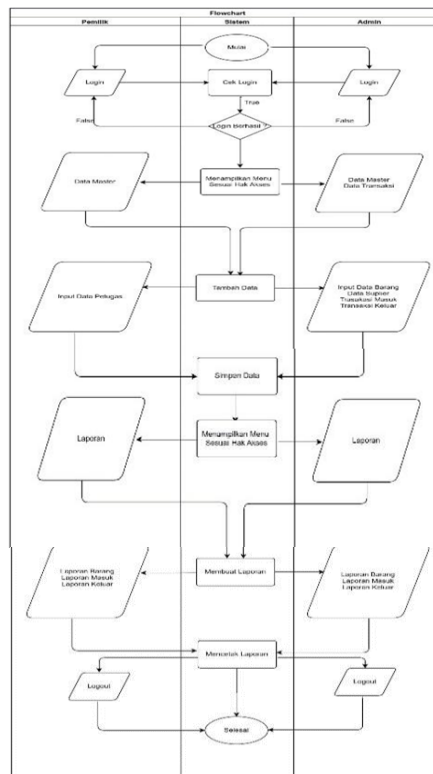 Flowchart
Pemilik
Sistem
Admin
Mulai
Login
Cek Login
Login
True
False
Login Berhasil ?
False
Data Master
Menampilkan Menu
Sesuai Hak Akses
Data Master
Data Transaksi
Input Data Petugas
Tambah Data
Input Data Barang
Data Suplier
Transaksi Masuk
Transaksi Keluar
Simpan Data
Laporan
Menampilkan Menu
Sesuai Hak Akses
Laporan
Laporan Barang
Laporan Masuk
Laporan Keluar
Membuat Laporan
Laporan Barang
Laporan Masuk
Laporan Keluar
Mencetak Laporan
Logout
Logout
Selesai